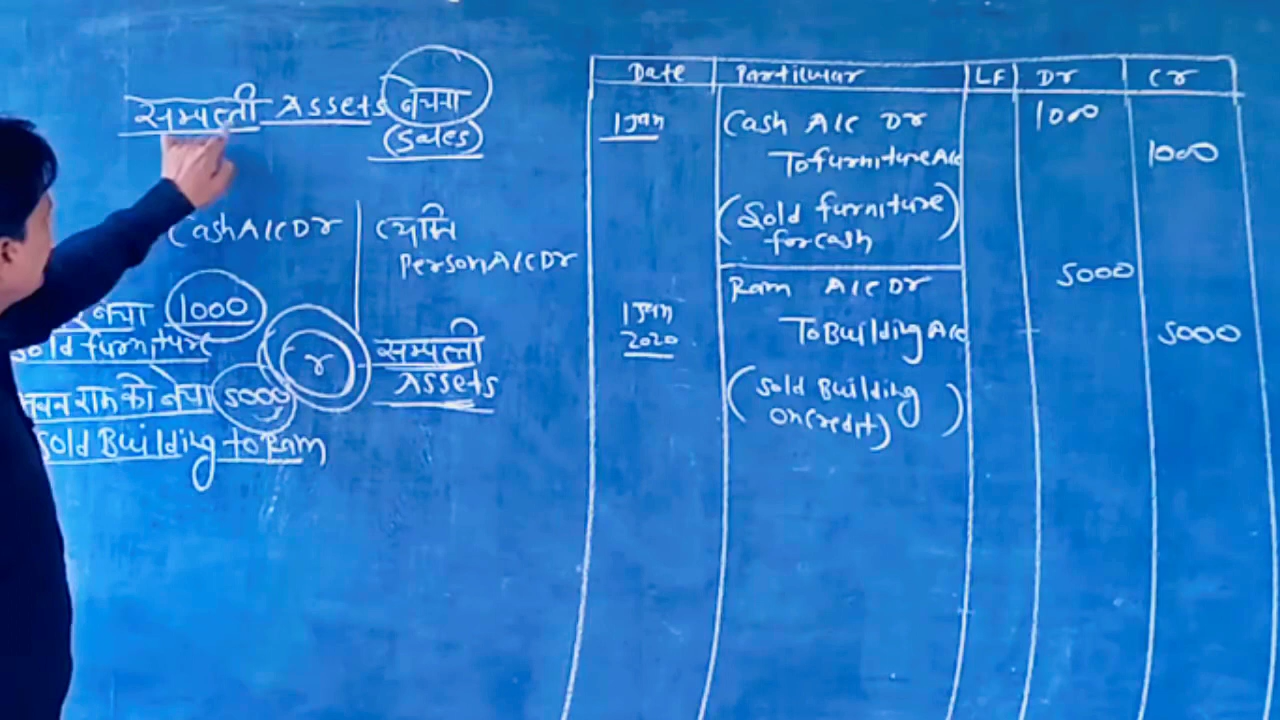 सम्पत्ती Assets बेचना
(Sales)
Cash A/C Dr
व्यक्ति
Person A/C Dr
बेचा 1000
Sold furniture
r
सम्पत्ती
Assets
राम को बेचा 5000
Sold Building to Ram
Date Particular LF Dr Cr
1 Jan Cash A/C Dr 1000
To furniture A/c 1000
(Sold furniture
for cash)
Ram A/C Dr 5000
1 Jan
2020
To Building A/c 5000
(Sold Building
on credit)